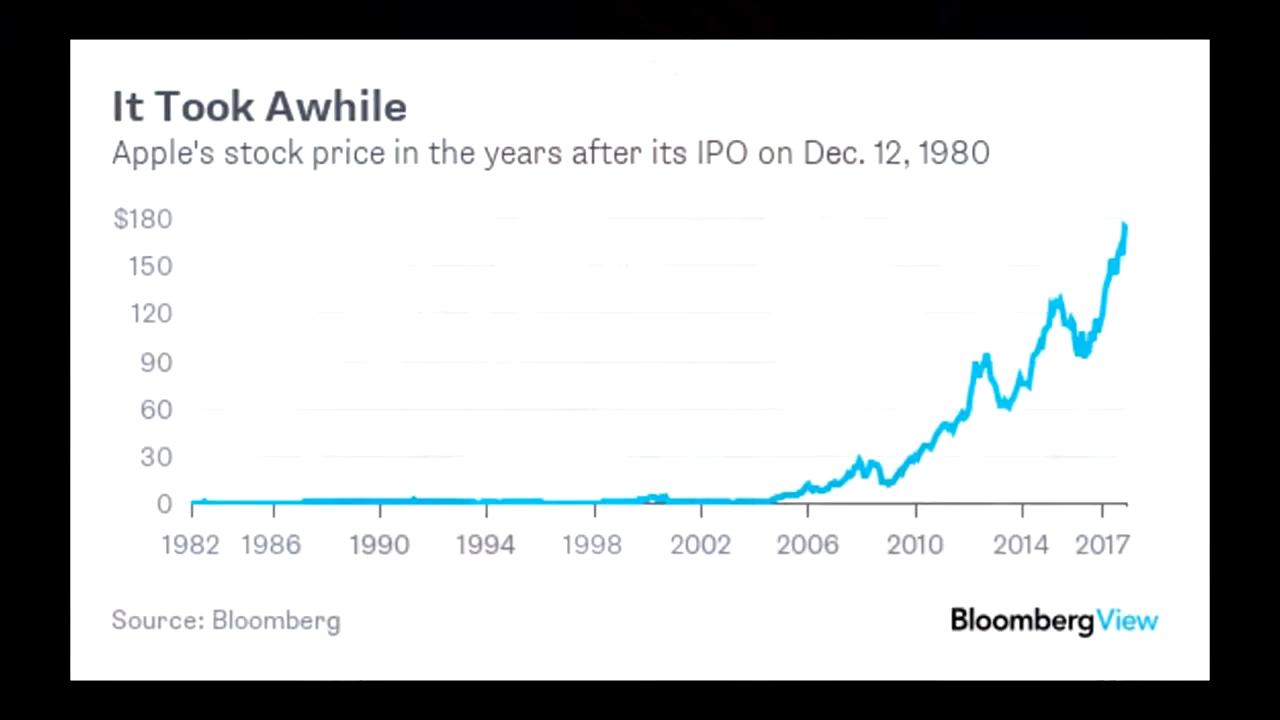 It Took Awhile
Apple's stock price in the years after its IPO on Dec. 12, 1980
$180
150
120
90
60
30
0
1982 1986 1990 1994 1998 2002 2006 2010 2014 2017
Source: Bloomberg
BloombergView